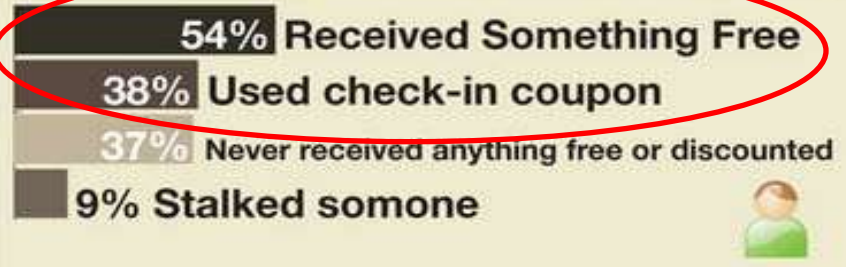 54% Received Something Free
38% Used check-in coupon
37% Never received anything free or discounted
9% Stalked somone